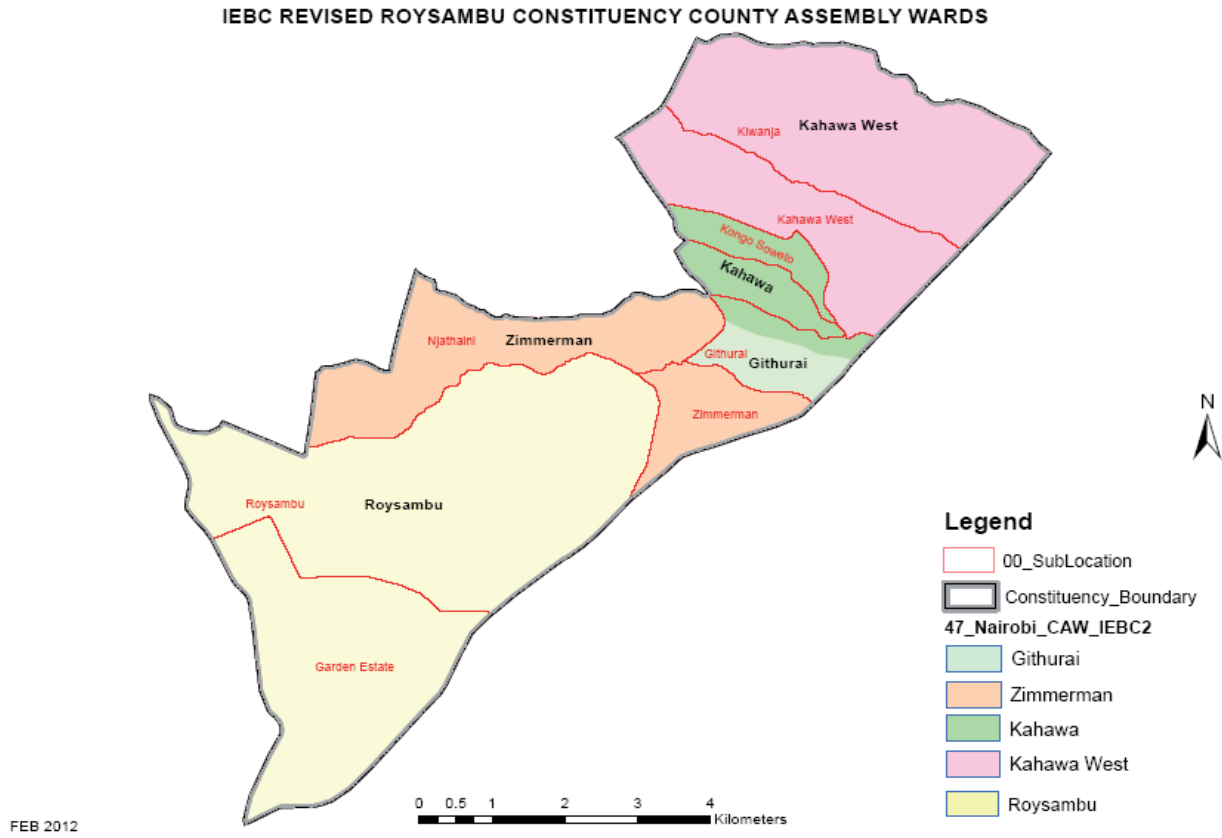 IEBC REVISED ROYSAMBU CONSTITUENCY COUNTY ASSEMBLY WARDS
Kiwanja
Kahawa West
Kahawa West
Kongo Soweto
Kahawa
Njathaini
Zimmerman
Githurai
Githurai
Zimmerman
Roysambu
Roysambu
Garden Estate
N
Legend
00_SubLocation
Constituency_Boundary
47_Nairobi_CAW_IEBC2
Githurai
Zimmerman
Kahawa
Kahawa West
Roysambu
0 0.5 1 2 3 4
Kilometers
FEB 2012